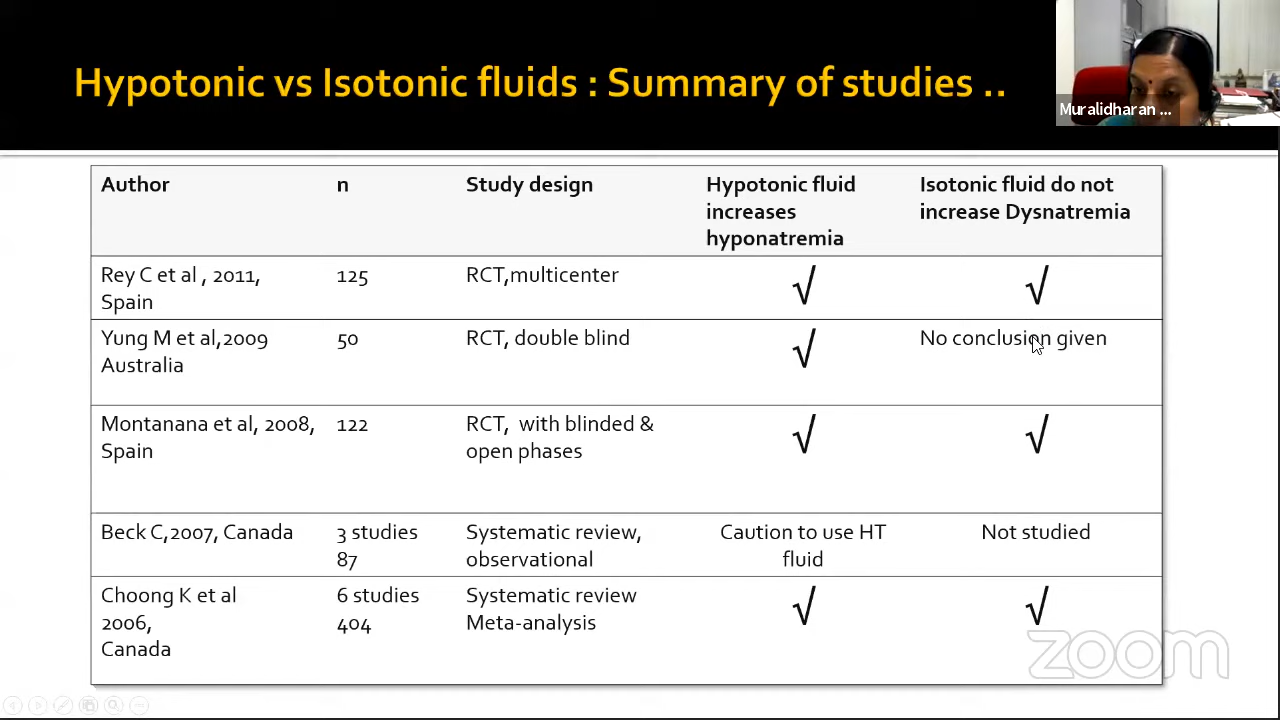 Hypotonic vs Isotonic fluids : Summary of studies ..
Muralidharan ...
Author
n
Study design
Hypotonic fluid
increases
hyponatremia
Isotonic fluid do not
increase Dysnatremia
Rey C et al , 2011,
Spain
125
RCT,multicenter
√
√
Yung M et al,2009
Australia
50
RCT, double blind
√
No conclusion given
Montanana et al, 2008,
Spain
122
RCT, with blinded &
open phases
√
√
Beck C,2007, Canada
3 studies
87
Systematic review,
observational
Caution to use HT
fluid
Not studied
Choong K et al
2006,
Canada
6 studies
404
Systematic review
Meta-analysis
√
√
zoom